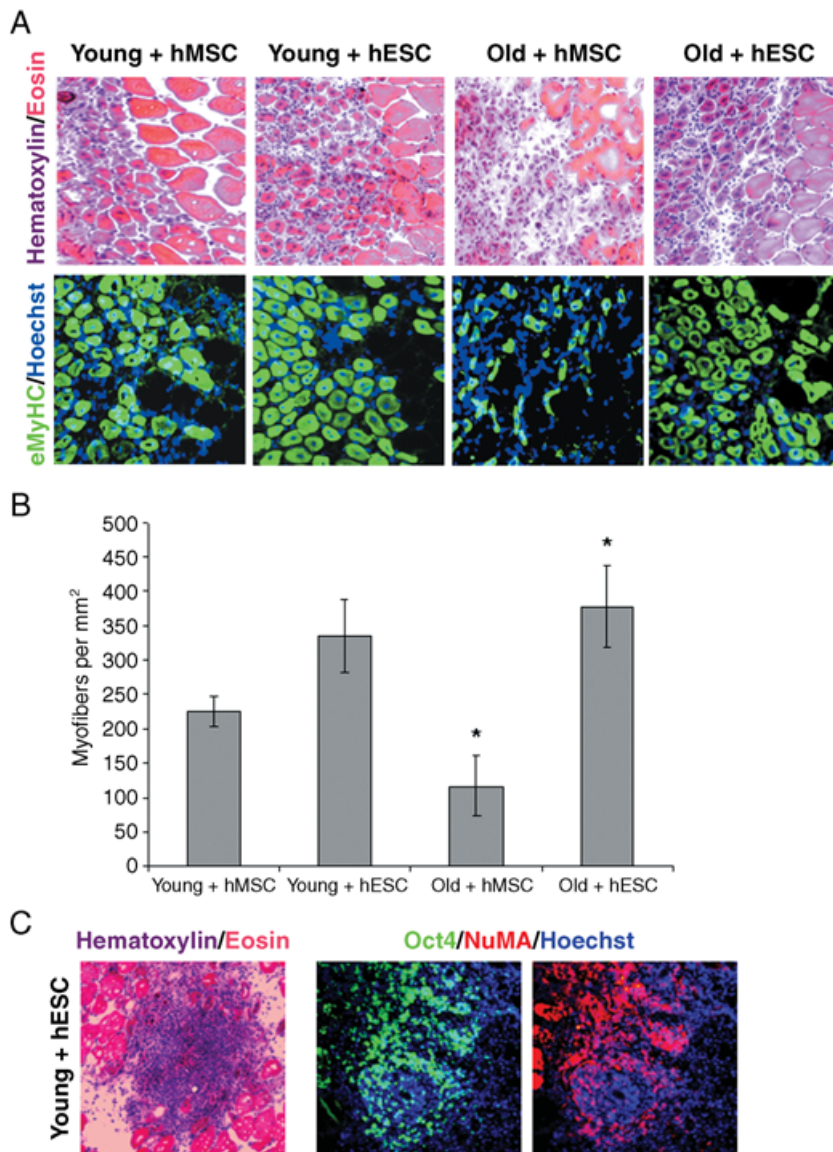 A
Young + hMSC Young + hESC Old + hMSC Old + hESC
Hematoxylin/Eosin
eMyHC/Hoechst
B
Myofibers per mm²
500
450
400
350
300
250
200
150
100
50
0
*
*
Young + hMSC Young + hESC Old + hMSC Old + hESC
C
Hematoxylin/Eosin Oct4/NuMA/Hoechst
Young + hESC